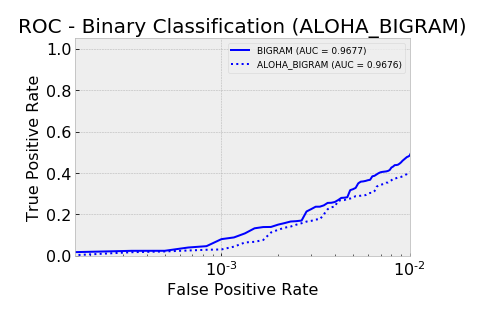 ROC - Binary Classification (ALOHA_BIGRAM)
BIGRAM (AUC = 0.9677)
ALOHA_BIGRAM (AUC = 0.9676)
True Positive Rate
1.0
0.8
0.6
0.4
0.2
0.0
10⁻³
10⁻²
False Positive Rate